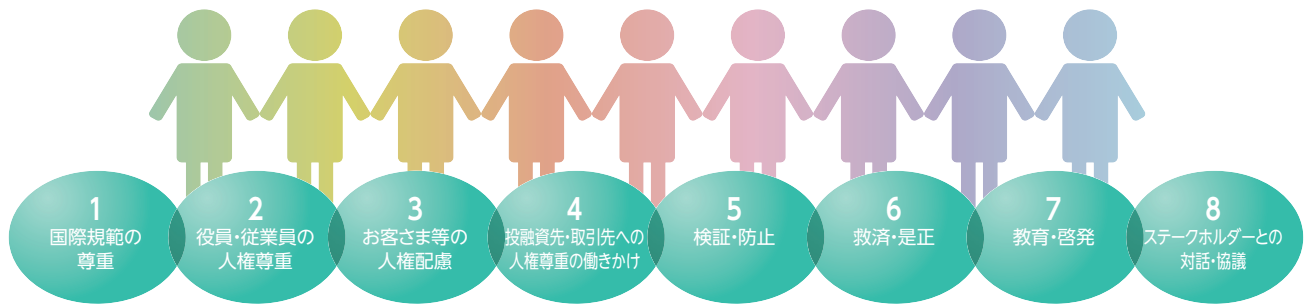 1
国際規範の
尊重
2
役員・従業員の
人権尊重
3
お客さま等の
人権配慮
4
投融資先・取引先への
人権尊重の働きかけ
5
検証・防止
6
救済・是正
7
教育・啓発
8
ステークホルダーとの
対話・協議